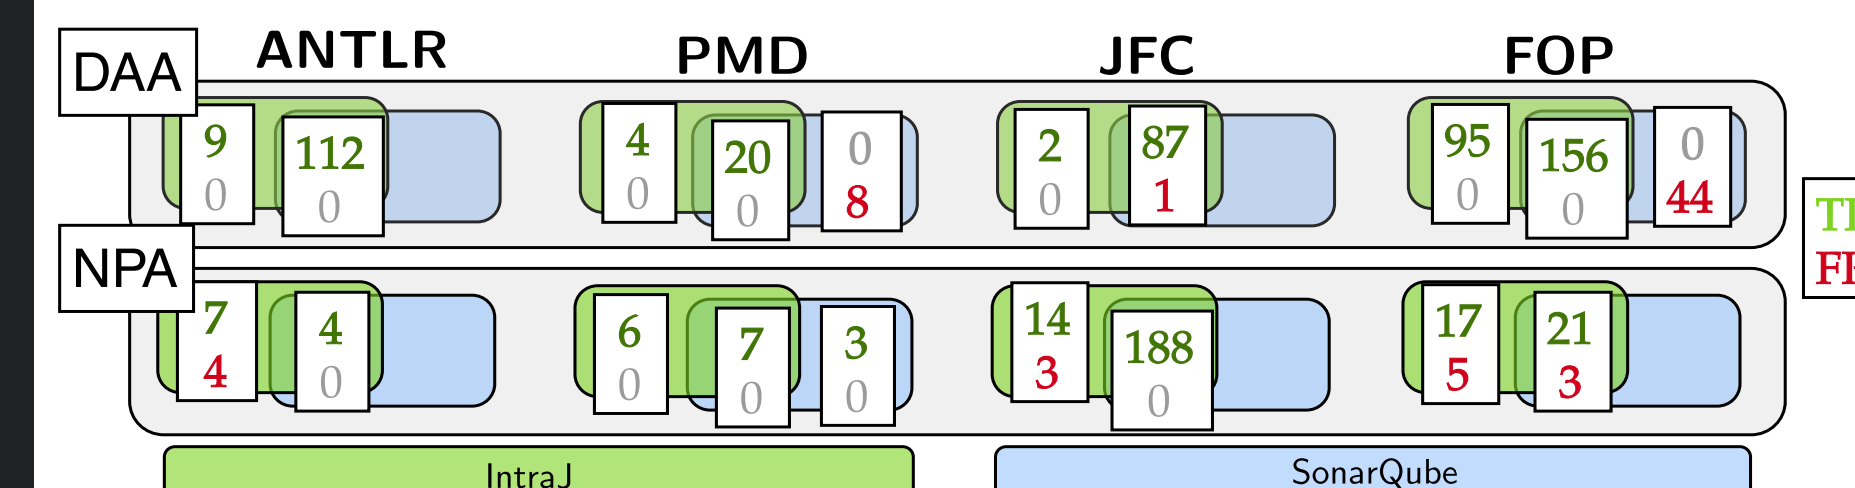 DAA
ANTLR PMD JFC FOP
9 112 4 20 0 2 87 95 156 0
0 0 0 0 8 0 1 0 0 44
NPA
7 4 6 7 3 14 188 17 21
4 0 0 0 0 3 0 5 3
IntraJ SonarQube